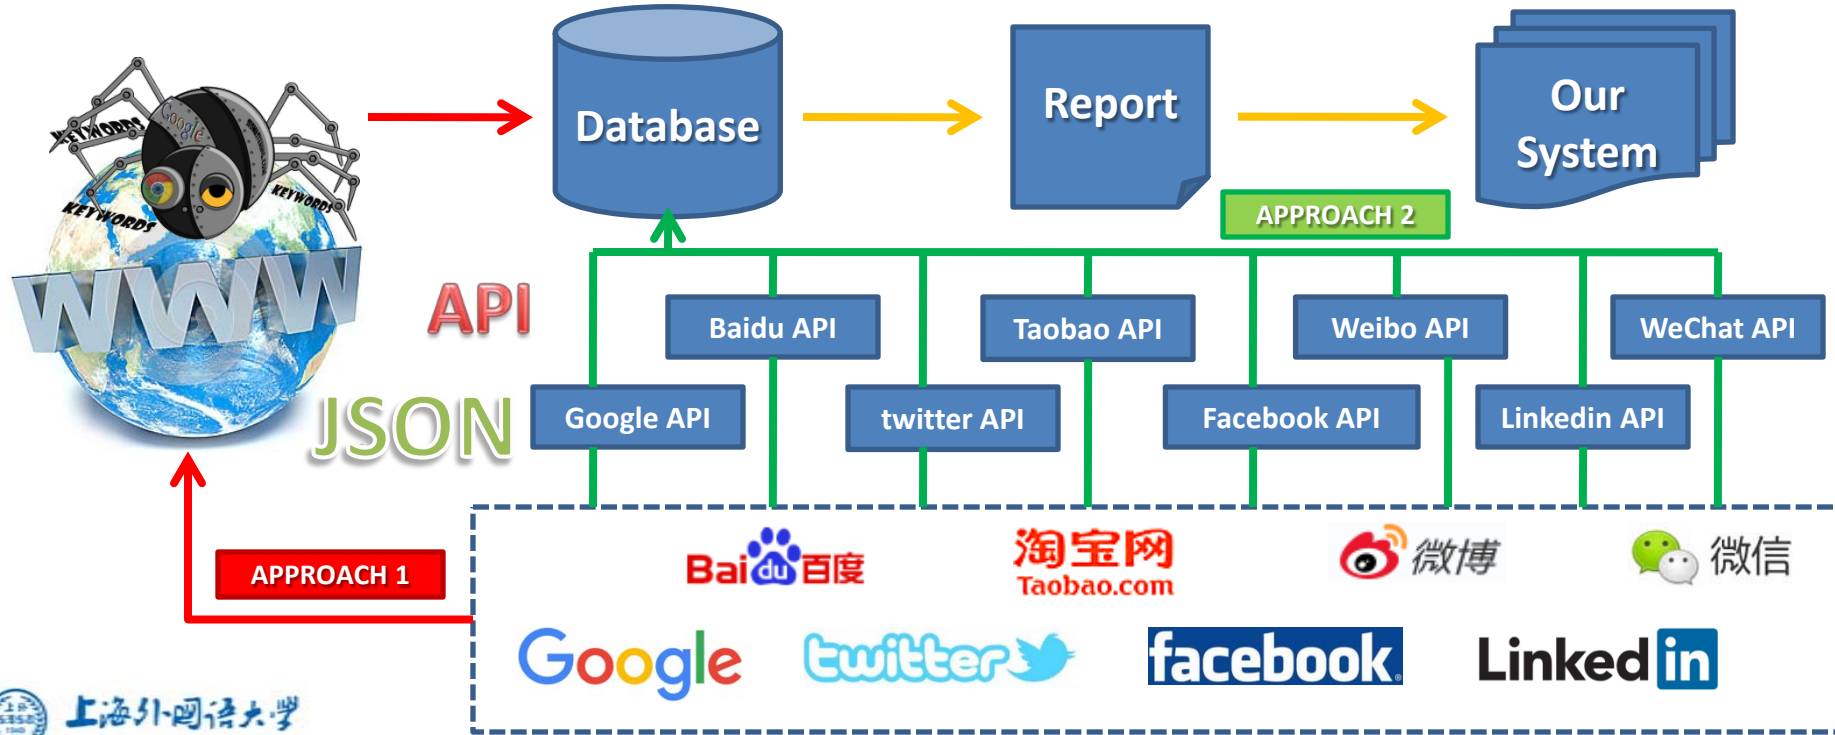 Database
Report
Our
System
Google
KEYWORDS
KEYWORDS
KEYWORDS
KEYWORDS
WWW
APPROACH 2
API
JSON
Baidu API
Taobao API
Weibo API
WeChat API
Google API
twitter API
Facebook API
Linkedin API
APPROACH 1
Bai du 百度
淘宝网
Taobao.com
微博
微信
Google
twitter
facebook
Linked in
上海外国语大学